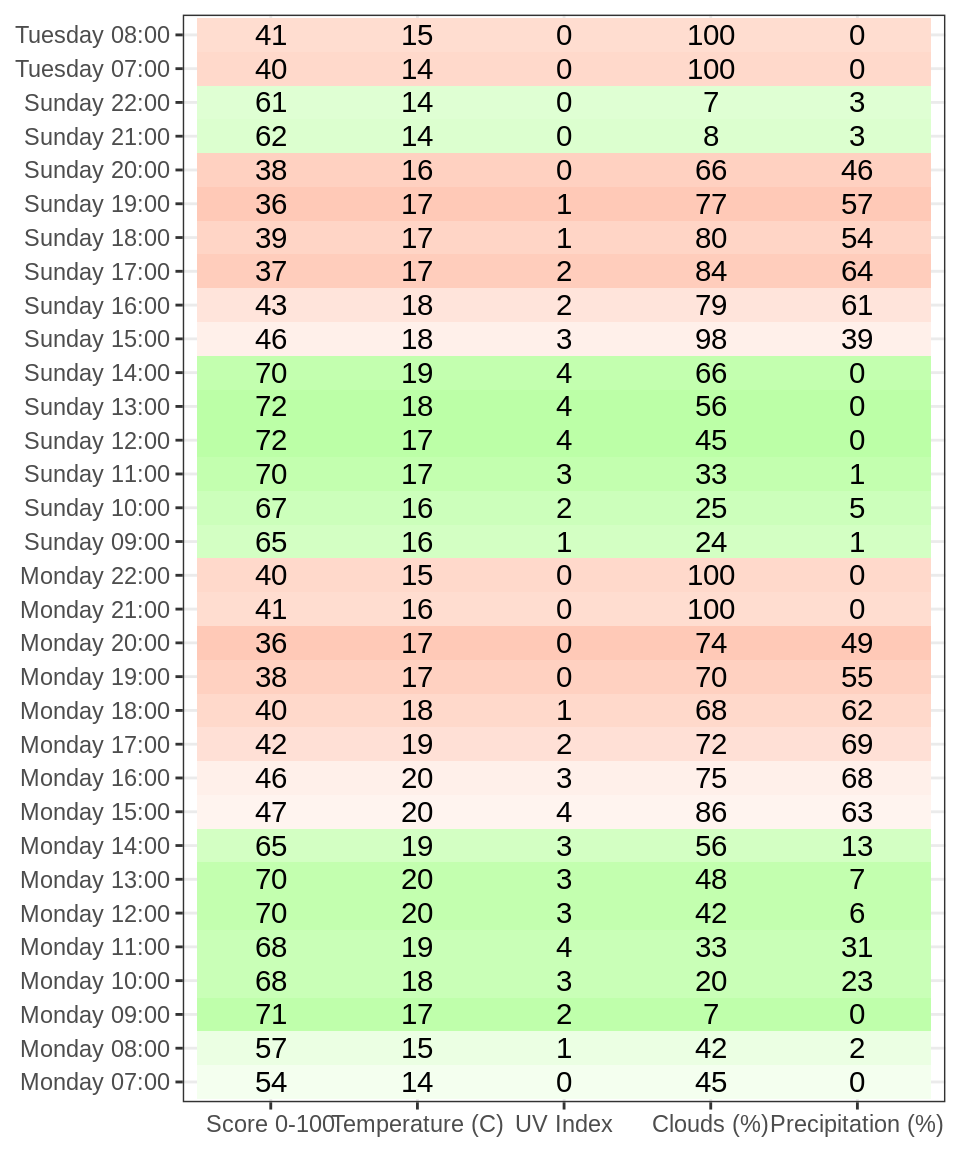 Tuesday 08:00 41 15 0 100 0
Tuesday 07:00 40 14 0 100 0
Sunday 22:00 61 14 0 7 3
Sunday 21:00 62 14 0 8 3
Sunday 20:00 38 16 0 66 46
Sunday 19:00 36 17 1 77 57
Sunday 18:00 39 17 1 80 54
Sunday 17:00 37 17 2 84 64
Sunday 16:00 43 18 2 79 61
Sunday 15:00 46 18 3 98 39
Sunday 14:00 70 19 4 66 0
Sunday 13:00 72 18 4 56 0
Sunday 12:00 72 17 4 45 0
Sunday 11:00 70 17 3 33 1
Sunday 10:00 67 16 2 25 5
Sunday 09:00 65 16 1 24 1
Monday 22:00 40 15 0 100 0
Monday 21:00 41 16 0 100 0
Monday 20:00 36 17 0 74 49
Monday 19:00 38 17 0 70 55
Monday 18:00 40 18 1 68 62
Monday 17:00 42 19 2 72 69
Monday 16:00 46 20 3 75 68
Monday 15:00 47 20 4 86 63
Monday 14:00 65 19 3 56 13
Monday 13:00 70 20 3 48 7
Monday 12:00 70 20 3 42 6
Monday 11:00 68 19 4 33 31
Monday 10:00 68 18 3 20 23
Monday 09:00 71 17 2 7 0
Monday 08:00 57 15 1 42 2
Monday 07:00 54 14 0 45 0
Score 0-100 Temperature (C) UV Index Clouds (%) Precipitation (%)